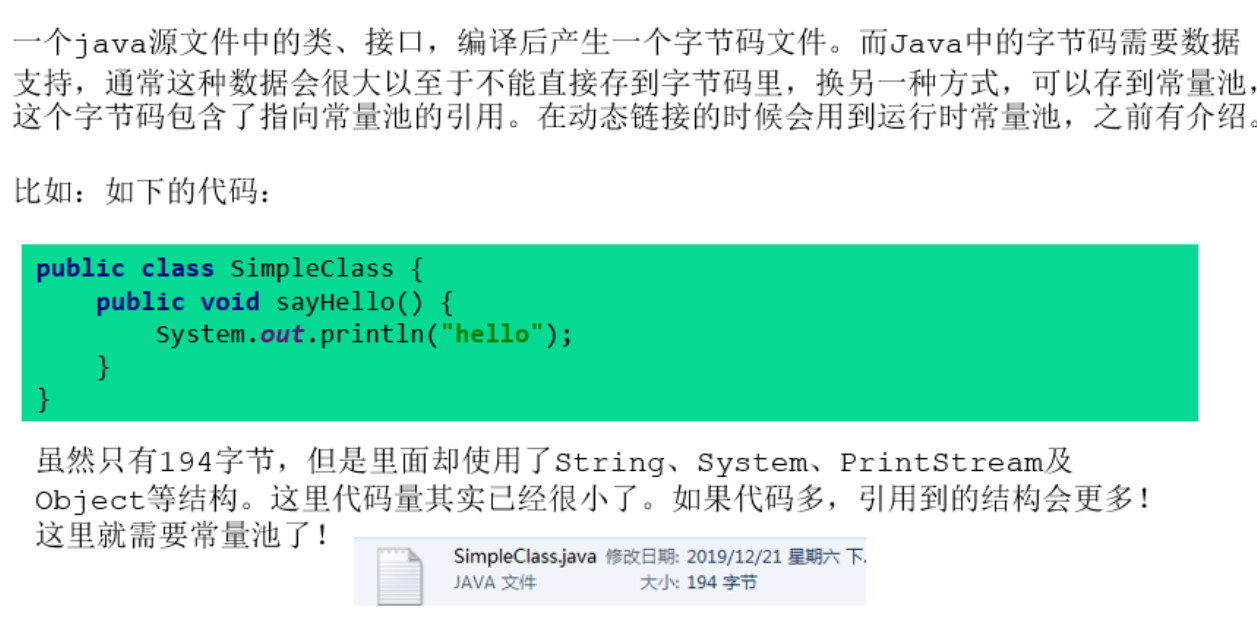 一个java源文件中的类、接口，编译后产生一个字节码文件。而Java中的字节码需要数据
支持，通常这种数据会很大以至于不能直接存到字节码里，换另一种方式，可以存到常量池，
这个字节码包含了指向常量池的引用。在动态链接的时候会用到运行时常量池，之前有介绍。
比如：如下的代码：
public class SimpleClass {
    public void sayHello() {
        System.out.println("hello");
    }
}
虽然只有194字节，但是里面却使用了String、System、PrintStream及
Object等结构。这里代码量其实已经很小了。如果代码多，引用到的结构会更多！
这里就需要常量池了！
SimpleClass.java 修改日期: 2019/12/21 星期六 下.
JAVA 文件 大小: 194 字节